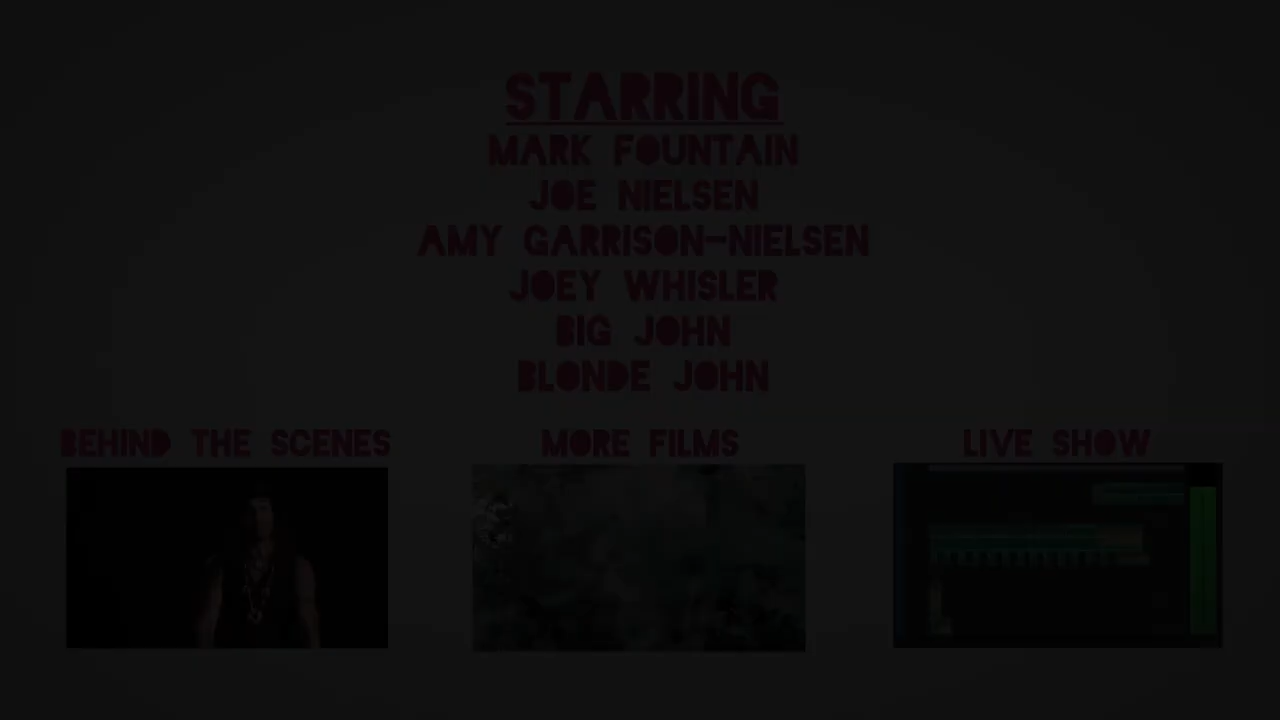 STARRING
MARK FOUNTAIN
JOE NIELSEN
AMY GARRISON-NIELSEN
JOEY WHISLER
BIG JOHN
BLONDE JOHN
BEHIND THE SCENES
MORE FILMS
LIVE SHOW